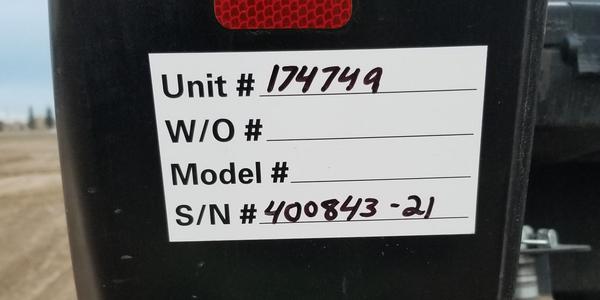 Unit # 174749
W/O #
Model #
S/N # 400843-21